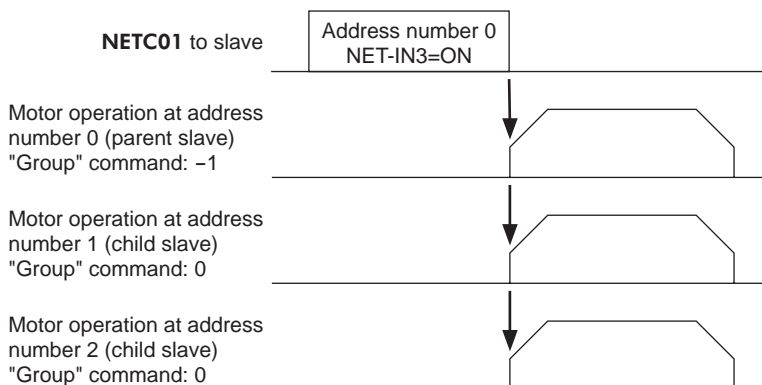 NETC01 to slave
Address number 0
NET-IN3=ON
Motor operation at address
number 0 (parent slave)
"Group" command: −1
Motor operation at address
number 1 (child slave)
"Group" command: 0
Motor operation at address
number 2 (child slave)
"Group" command: 0